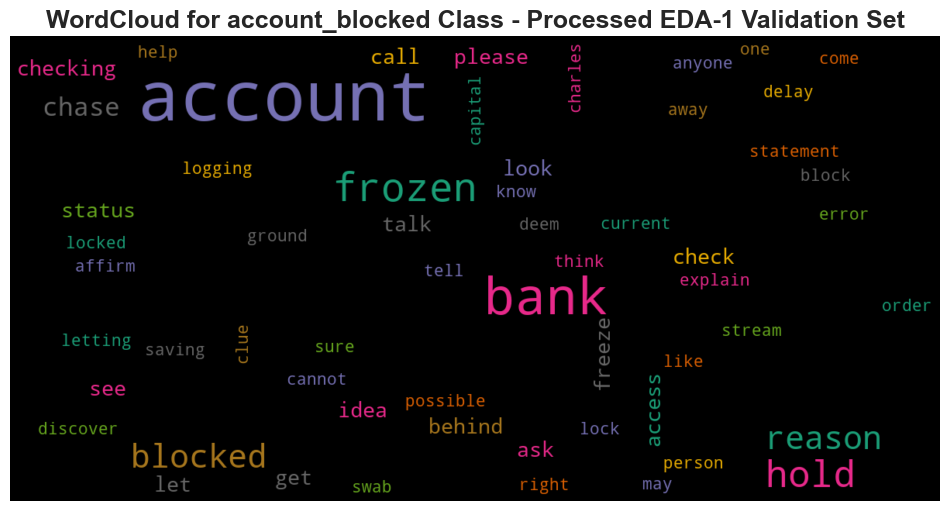 WordCloud for account_blocked Class - Processed EDA-1 Validation Set
help
call
please
one
come
checking
anyone
charles
account
chase
capital
delay
away
logging
look
statement
block
frozen
know
status
talk
deem
current
error
locked
ground
affirm
tell
think
check
explain
bank
order
letting
saving
clue
sure
freeze
stream
like
see
cannot
idea
possible
access
discover
behind
lock
reason
blocked
ask
person
hold
let
get
swab
right
may